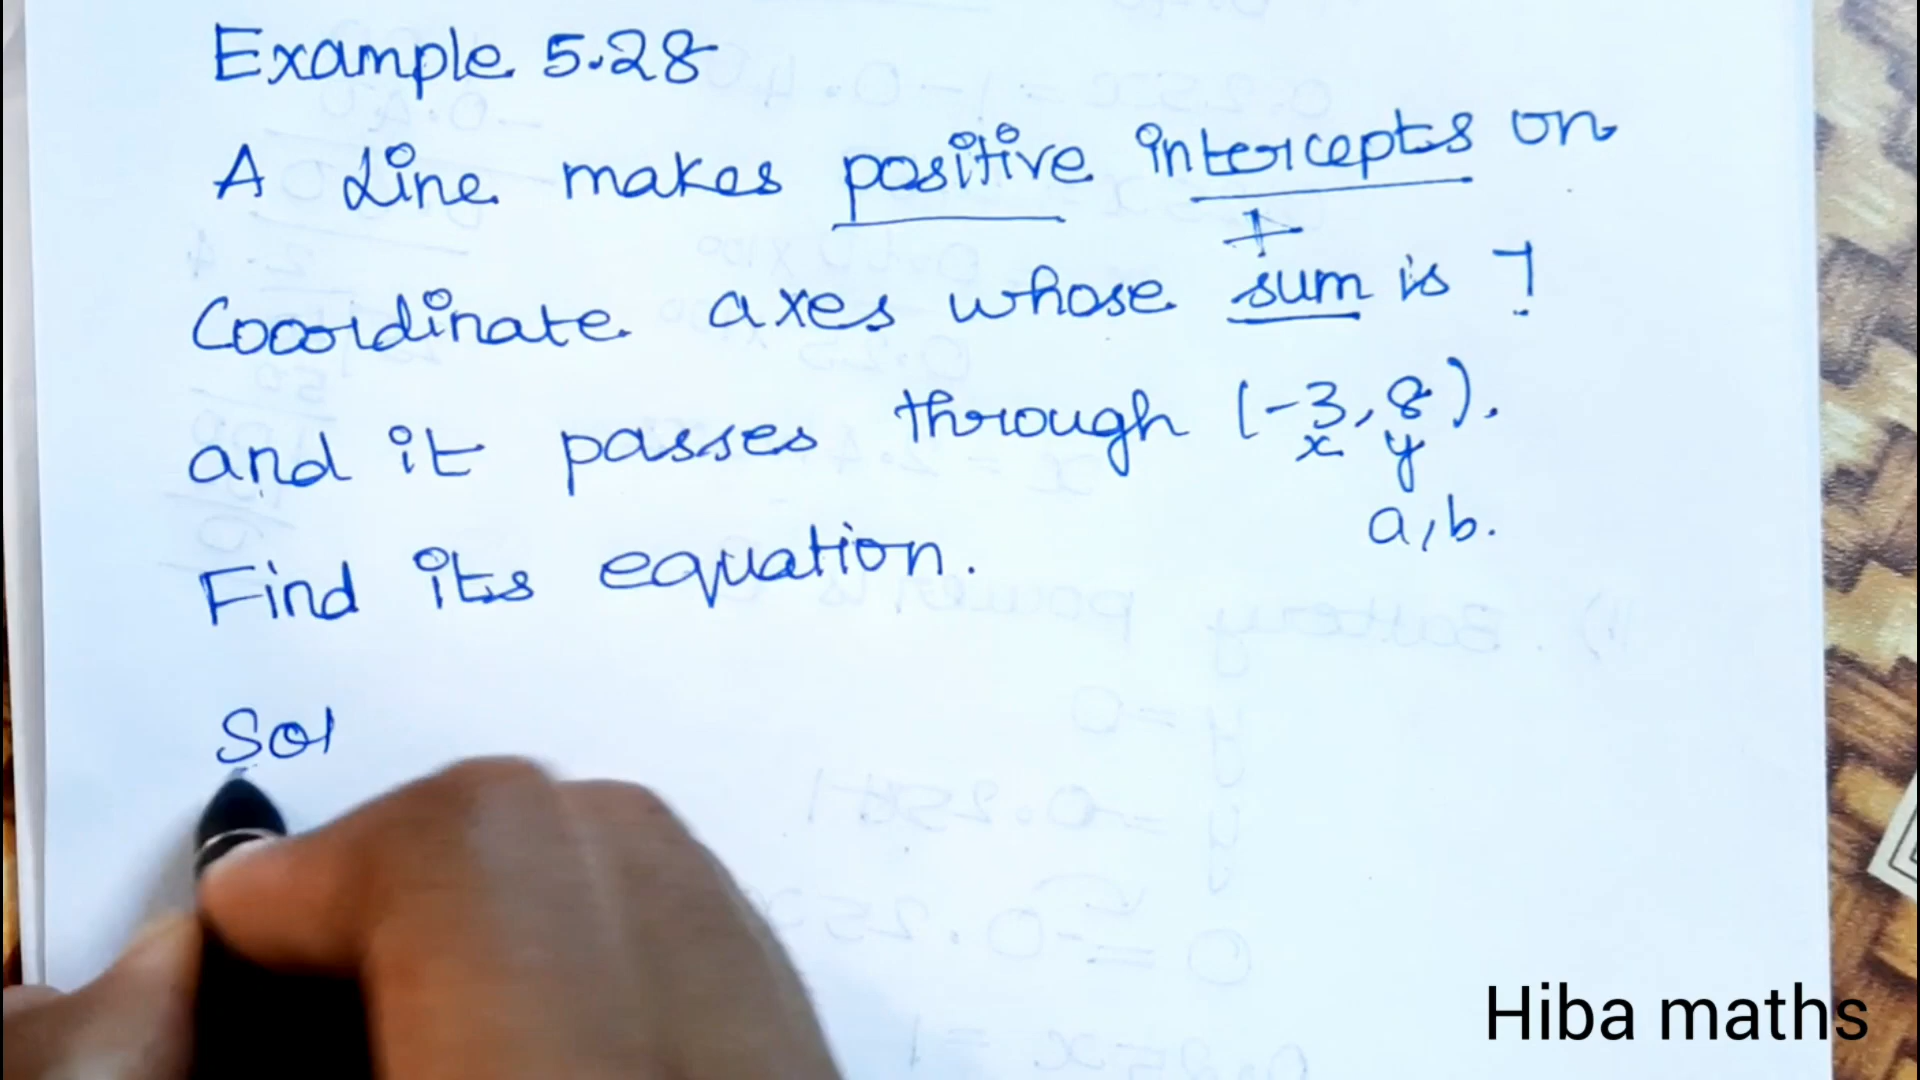 Example 5.28
A Line makes positive intercepts on
+
Coordinate axes whose sum is 7
and it passes through (-3, 8).
x y
a, b.
Find its equation.
Sol
Hiba maths